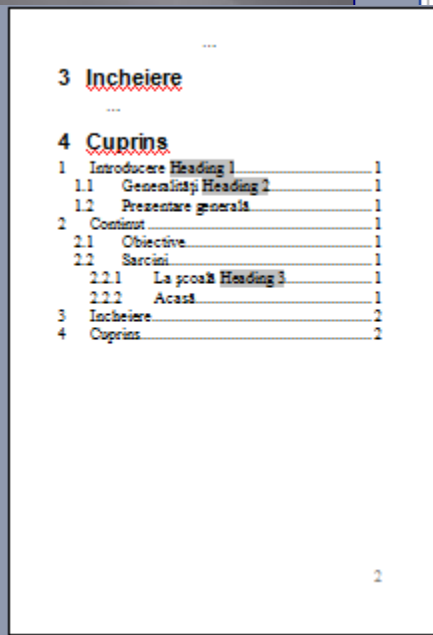 ...
3 Incheiere
...
4 Cuprins
1 Introducere Heading 1 1
1.1 Generalități Heading 2 1
1.2 Prezentare generală 1
2 Continut 1
2.1 Obiective 1
2.2 Sarcini 1
2.2.1 La școală Heading 3 1
2.2.2 Acasă 1
3 Incheiere 2
4 Cuprins 2
2